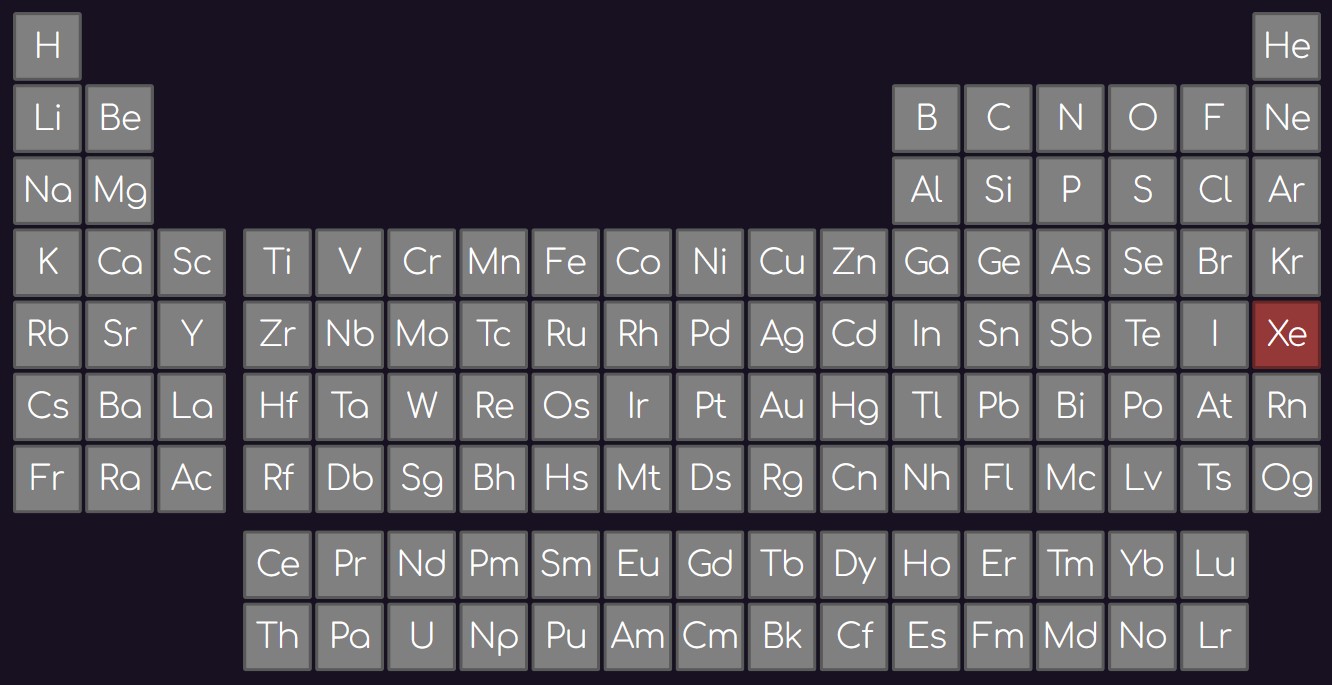 H He
Li Be B C N O F Ne
Na Mg Al Si P S Cl Ar
K Ca Sc Ti V Cr Mn Fe Co Ni Cu Zn Ga Ge As Se Br Kr
Rb Sr Y Zr Nb Mo Tc Ru Rh Pd Ag Cd In Sn Sb Te I Xe
Cs Ba La Hf Ta W Re Os Ir Pt Au Hg Tl Pb Bi Po At Rn
Fr Ra Ac Rf Db Sg Bh Hs Mt Ds Rg Cn Nh Fl Mc Lv Ts Og
Ce Pr Nd Pm Sm Eu Gd Tb Dy Ho Er Tm Yb Lu
Th Pa U Np Pu Am Cm Bk Cf Es Fm Md No Lr